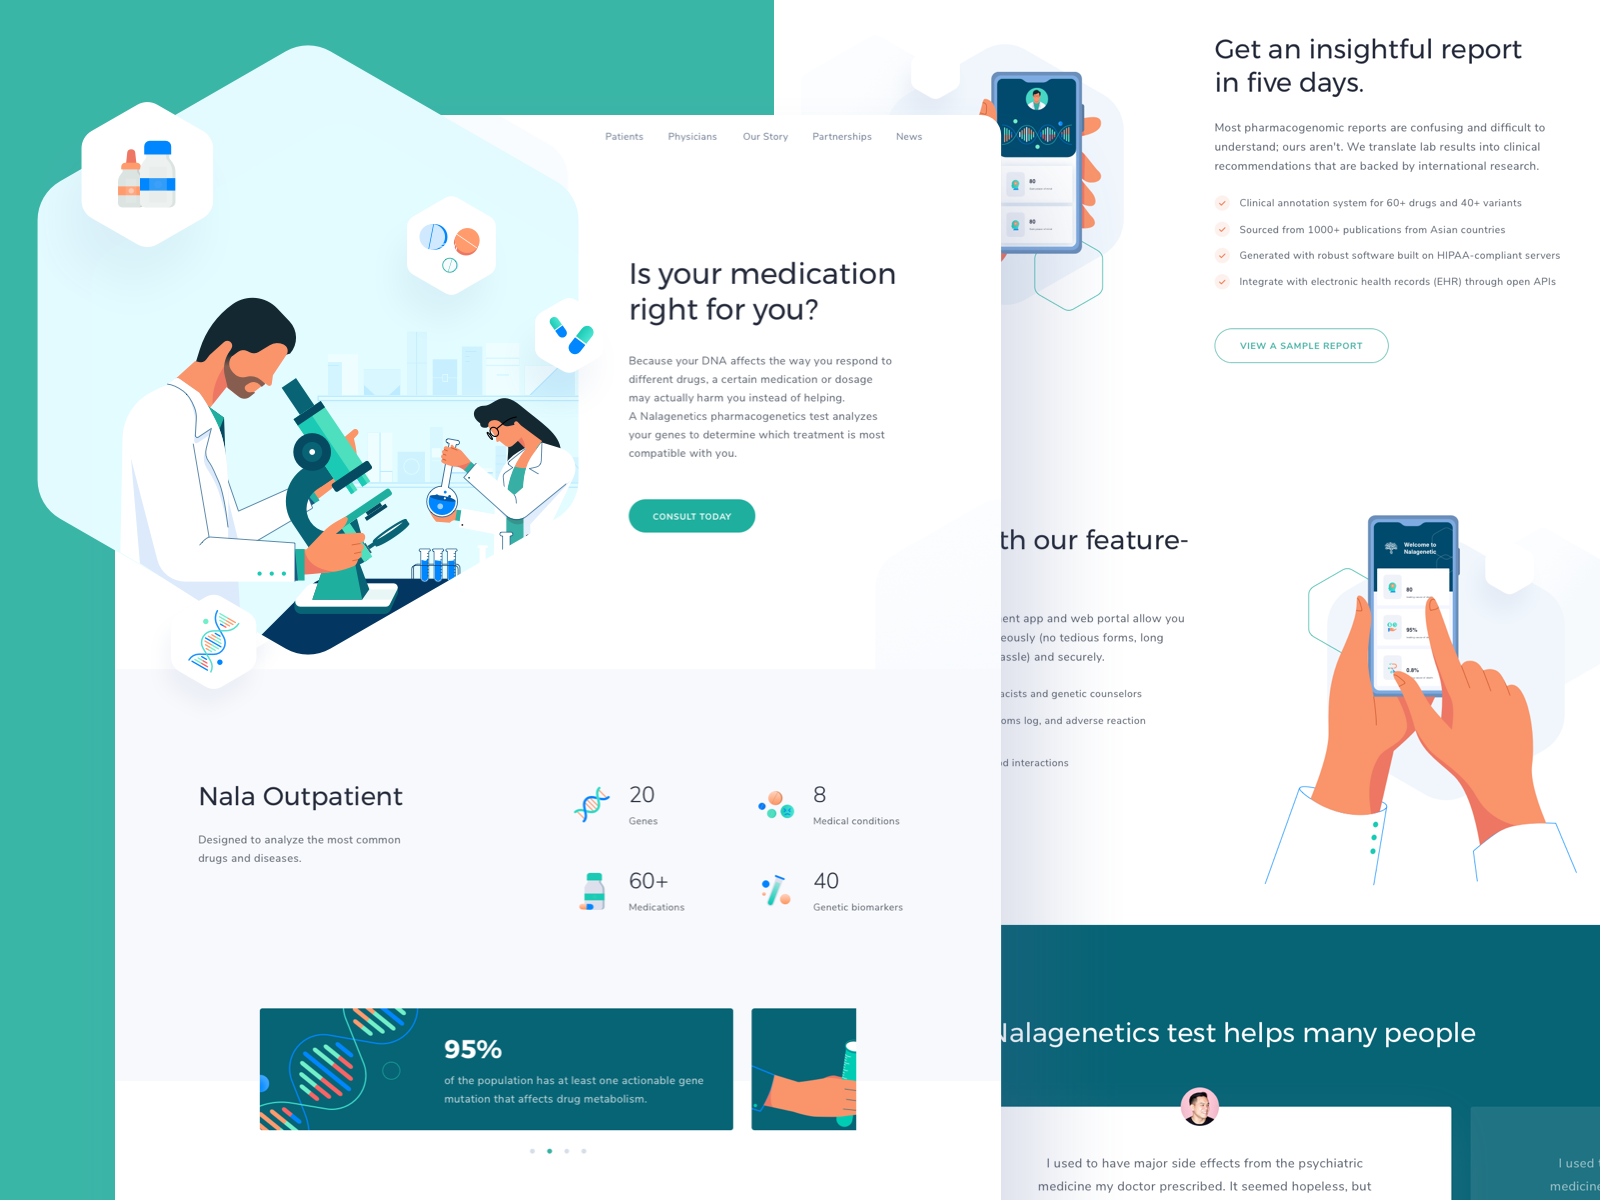 Patients
Physicians
Our Story
Partnerships
News
Is your medication
right for you?
Because your DNA affects the way you respond to
different drugs, a certain medication or dosage
may actually harm you instead of helping.
A Nalagenetics pharmacogenetics test analyzes
your genes to determine which treatment is most
compatible with you.
CONSULT TODAY
Nala Outpatient
Designed to analyze the most common
drugs and diseases.
20
Genes
8
Medical conditions
60+
Medications
40
Genetic biomarkers
95%
of the population has at least one actionable gene
mutation that affects drug metabolism.
80
80
Get an insightful report
in five days.
Most pharmacogenomic reports are confusing and difficult to
understand; ours aren't. We translate lab results into clinical
recommendations that are backed by international research.
Clinical annotation system for 60+ drugs and 40+ variants
Sourced from 1000+ publications from Asian countries
Generated with robust software built on HIPAA-compliant servers
Integrate with electronic health records (EHR) through open APIs
VIEW A SAMPLE REPORT
th our feature-
ent app and web portal allow you
eously (no tedious forms, long
assle) and securely.
acists and genetic counselors
oms log, and adverse reaction
ed interactions
Welcome to
Nalagenetic
80
95%
0.8%
Nalagenetics test helps many people
I used to have major side effects from the psychiatric
medicine my doctor prescribed. It seemed hopeless, but
I used
medicine